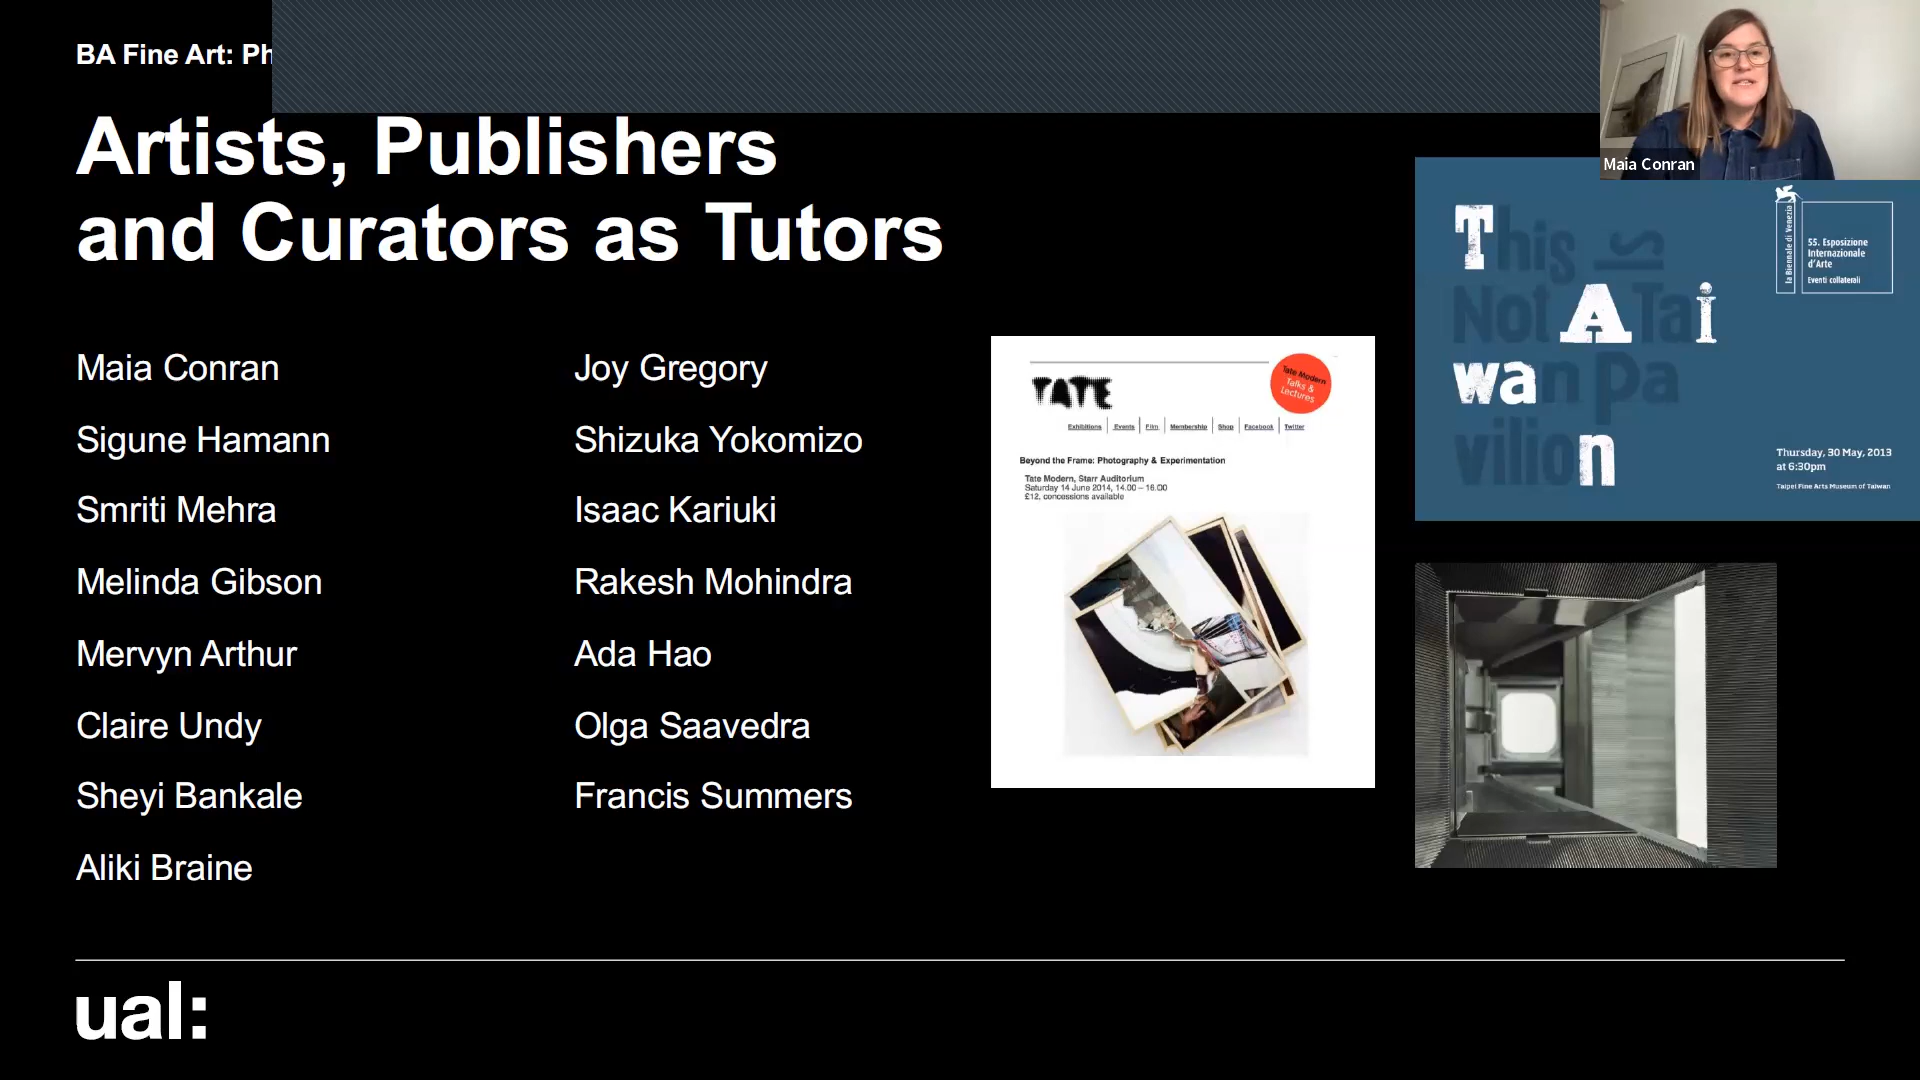 BA Fine Art: Ph
Artists, Publishers
and Curators as Tutors
Maia Conran
Sigune Hamann
Smriti Mehra
Melinda Gibson
Mervyn Arthur
Claire Undy
Sheyi Bankale
Aliki Braine
Joy Gregory
Shizuka Yokomizo
Isaac Kariuki
Rakesh Mohindra
Ada Hao
Olga Saavedra
Francis Summers
TATE
Tate Modern
Talks &
Lectures
Exhibitions Events Film Membership Shop Facebook Twitter
Beyond the Frame: Photography & Experimentation
Tate Modern, Starr Auditorium
Saturday 14 June 2014, 14.00 – 16.00
£12, concessions available
Maia Conran
This is
Not A Tai
wan pa
vilion
la Biennale di Venezia
55. Esposizione
Internazionale
d'Arte
Eventi collaterali
Thursday, 30 May, 2013
at 6:30pm
Taipei Fine Arts Museum of Taiwan
ual: